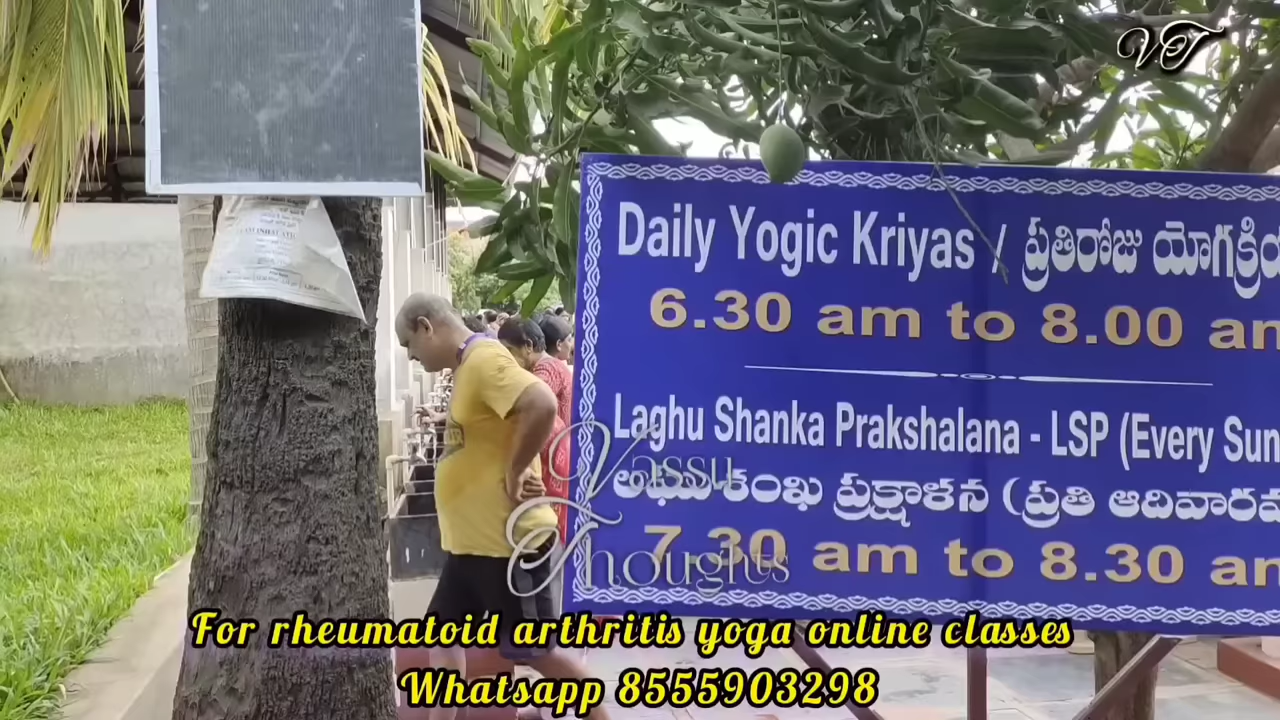 VT
Daily Yogic Kriyas / ప్రతిరోజు యోగక్రియ
6.30 am to 8.00 am
Laghu Shanka Prakshalana - LSP (Every Sun
లఘు శంఖ ప్రక్షాళన (ప్రతి ఆదివారం
7.30 am to 8.30 am
Vassu
Thoughts
For rheumatoid arthritis yoga online classes
Whatsapp 8555903298